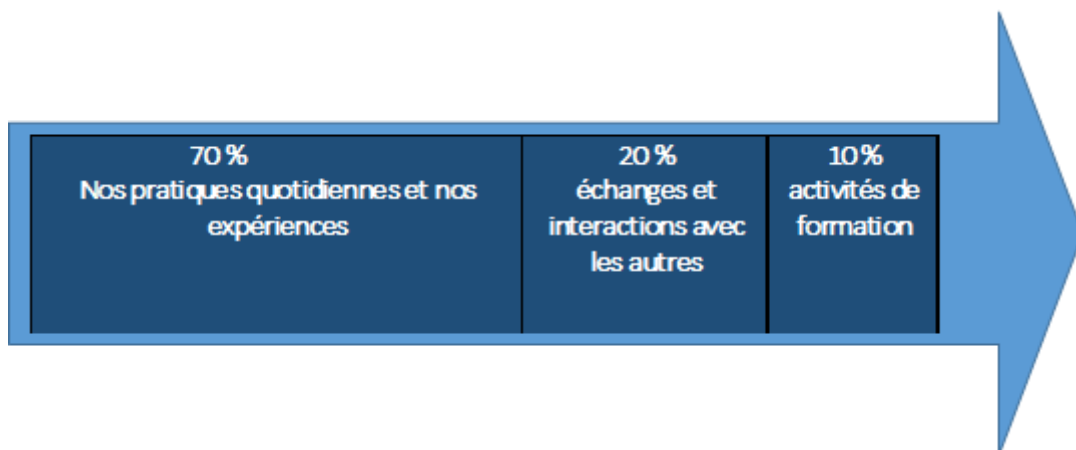 70 %
Nos pratiques quotidiennes et nos
expériences
20 %
échanges et
interactions avec
les autres
10 %
activités de
formation